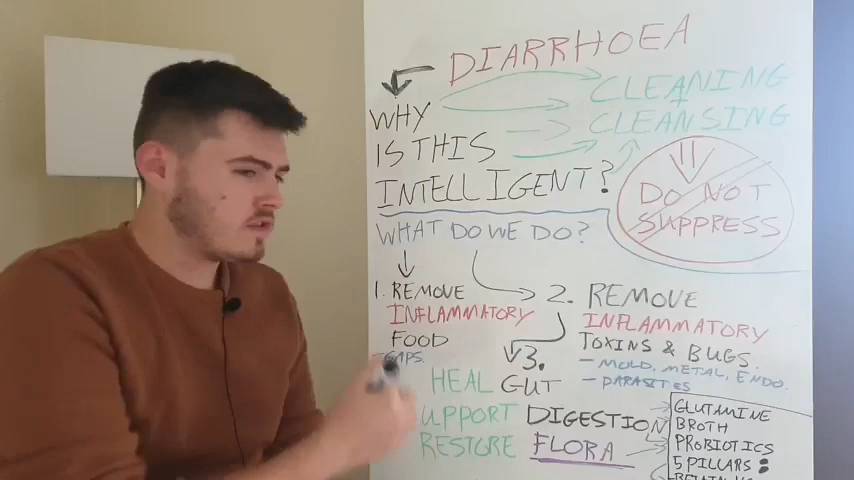 DIARRHOEA
WHY
IS THIS
INTELLIGENT?
CLEANING
+
CLEANSING
DO NOT
SUPPRESS
WHAT DO WE DO?
1. REMOVE
INFLAMMATORY
FOOD
- GAPS.
2. REMOVE
INFLAMMATORY
TOXINS & BUGS.
- MOLD, METAL, ENDO.
- PARASITES
3.
HEAL GUT
UPPORT DIGESTION
RESTORE FLORA
GLUTAMINE
BROTH
PROBIOTICS
5 PILLARS: